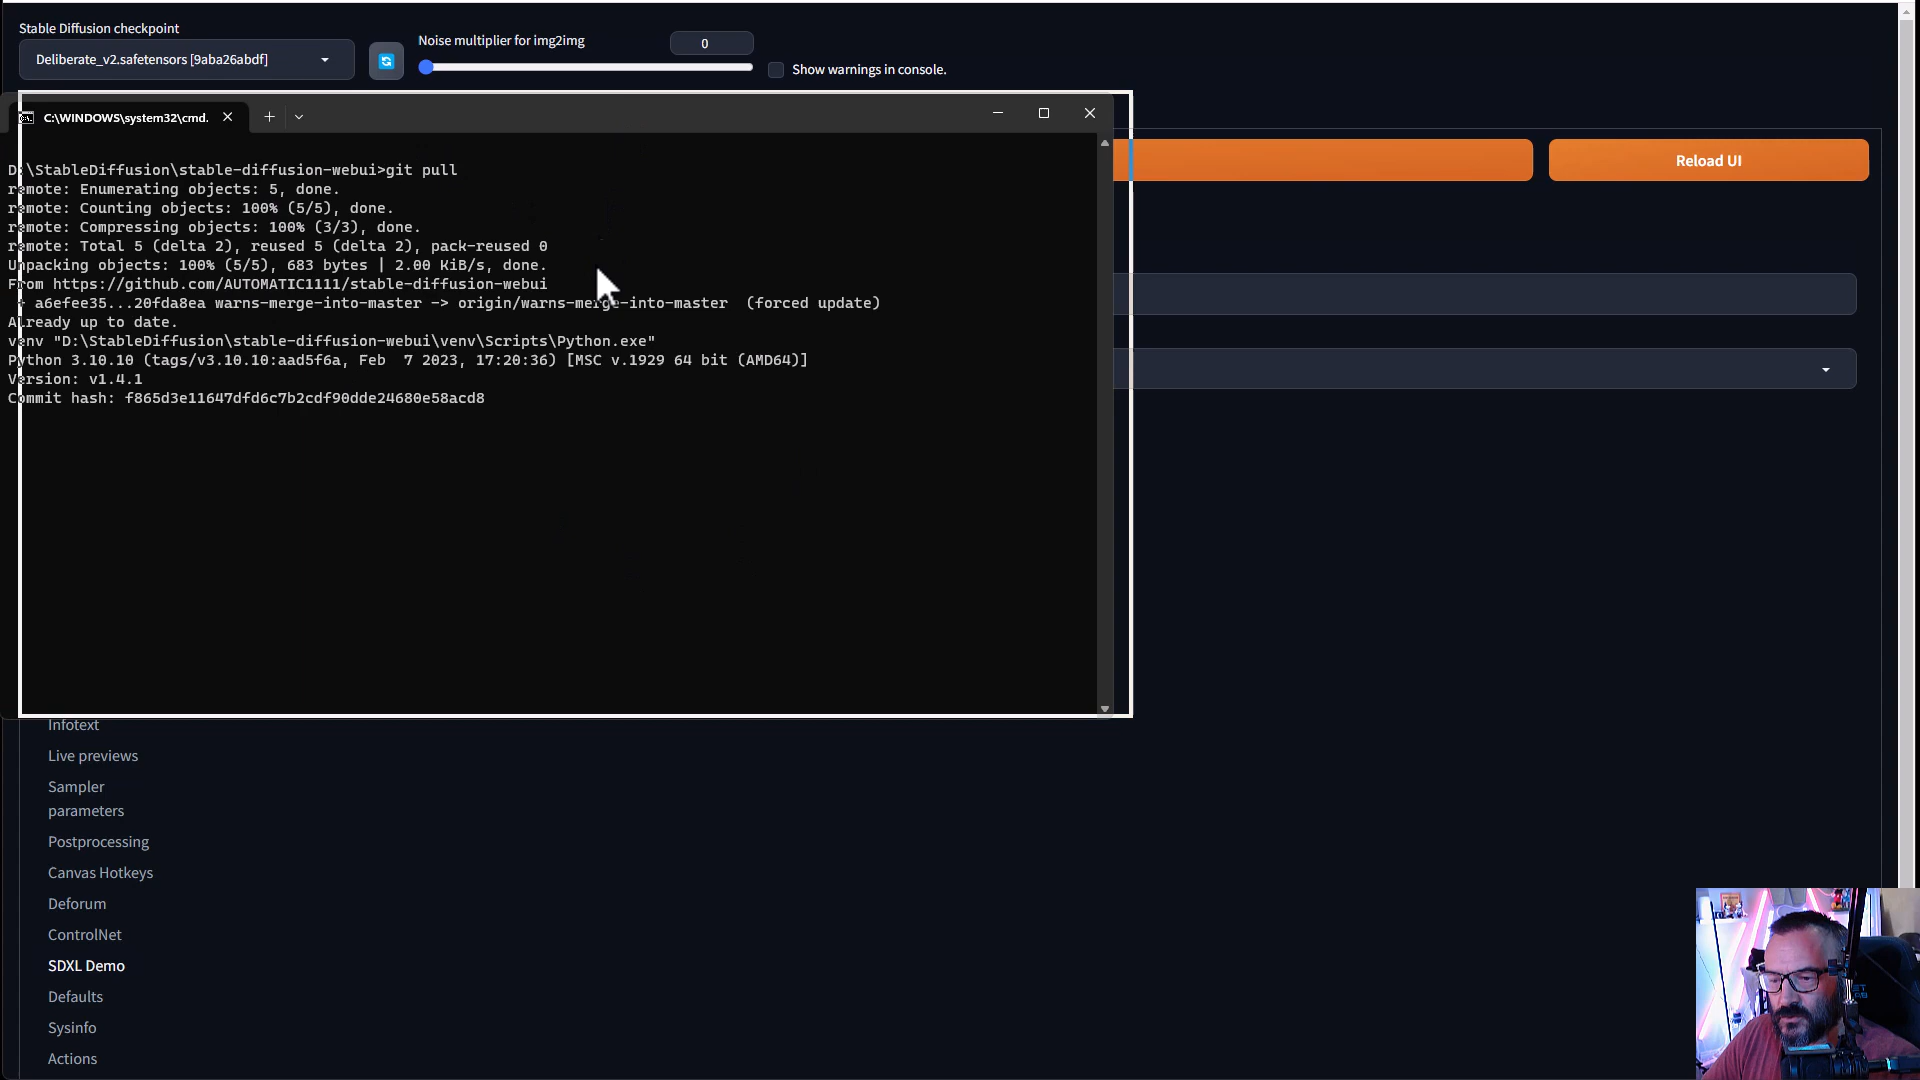 Stable Diffusion checkpoint
Deliberate_v2.safetensors [9aba26abdf]
Noise multiplier for img2img
0
Show warnings in console.
C:\WINDOWS\system32\cmd.
Reload UI
D:\StableDiffusion\stable-diffusion-webui>git pull
remote: Enumerating objects: 5, done.
remote: Counting objects: 100% (5/5), done.
remote: Compressing objects: 100% (3/3), done.
remote: Total 5 (delta 2), reused 5 (delta 2), pack-reused 0
Unpacking objects: 100% (5/5), 683 bytes | 2.00 KiB/s, done.
From https://github.com/AUTOMATIC1111/stable-diffusion-webui
+ a6efee35...20fda8ea warns-merge-into-master -> origin/warns-merge-into-master (forced update)
Already up to date.
venv "D:\StableDiffusion\stable-diffusion-webui\venv\Scripts\Python.exe"
Python 3.10.10 (tags/v3.10.10:aad5f6a, Feb 7 2023, 17:20:36) [MSC v.1929 64 bit (AMD64)]
Version: v1.4.1
Commit hash: f865d3e11647dfd6c7b2cdf90dde24680e58acd8
Infotext
Live previews
Sampler
parameters
Postprocessing
Canvas Hotkeys
Deforum
ControlNet
SDXL Demo
Defaults
Sysinfo
Actions